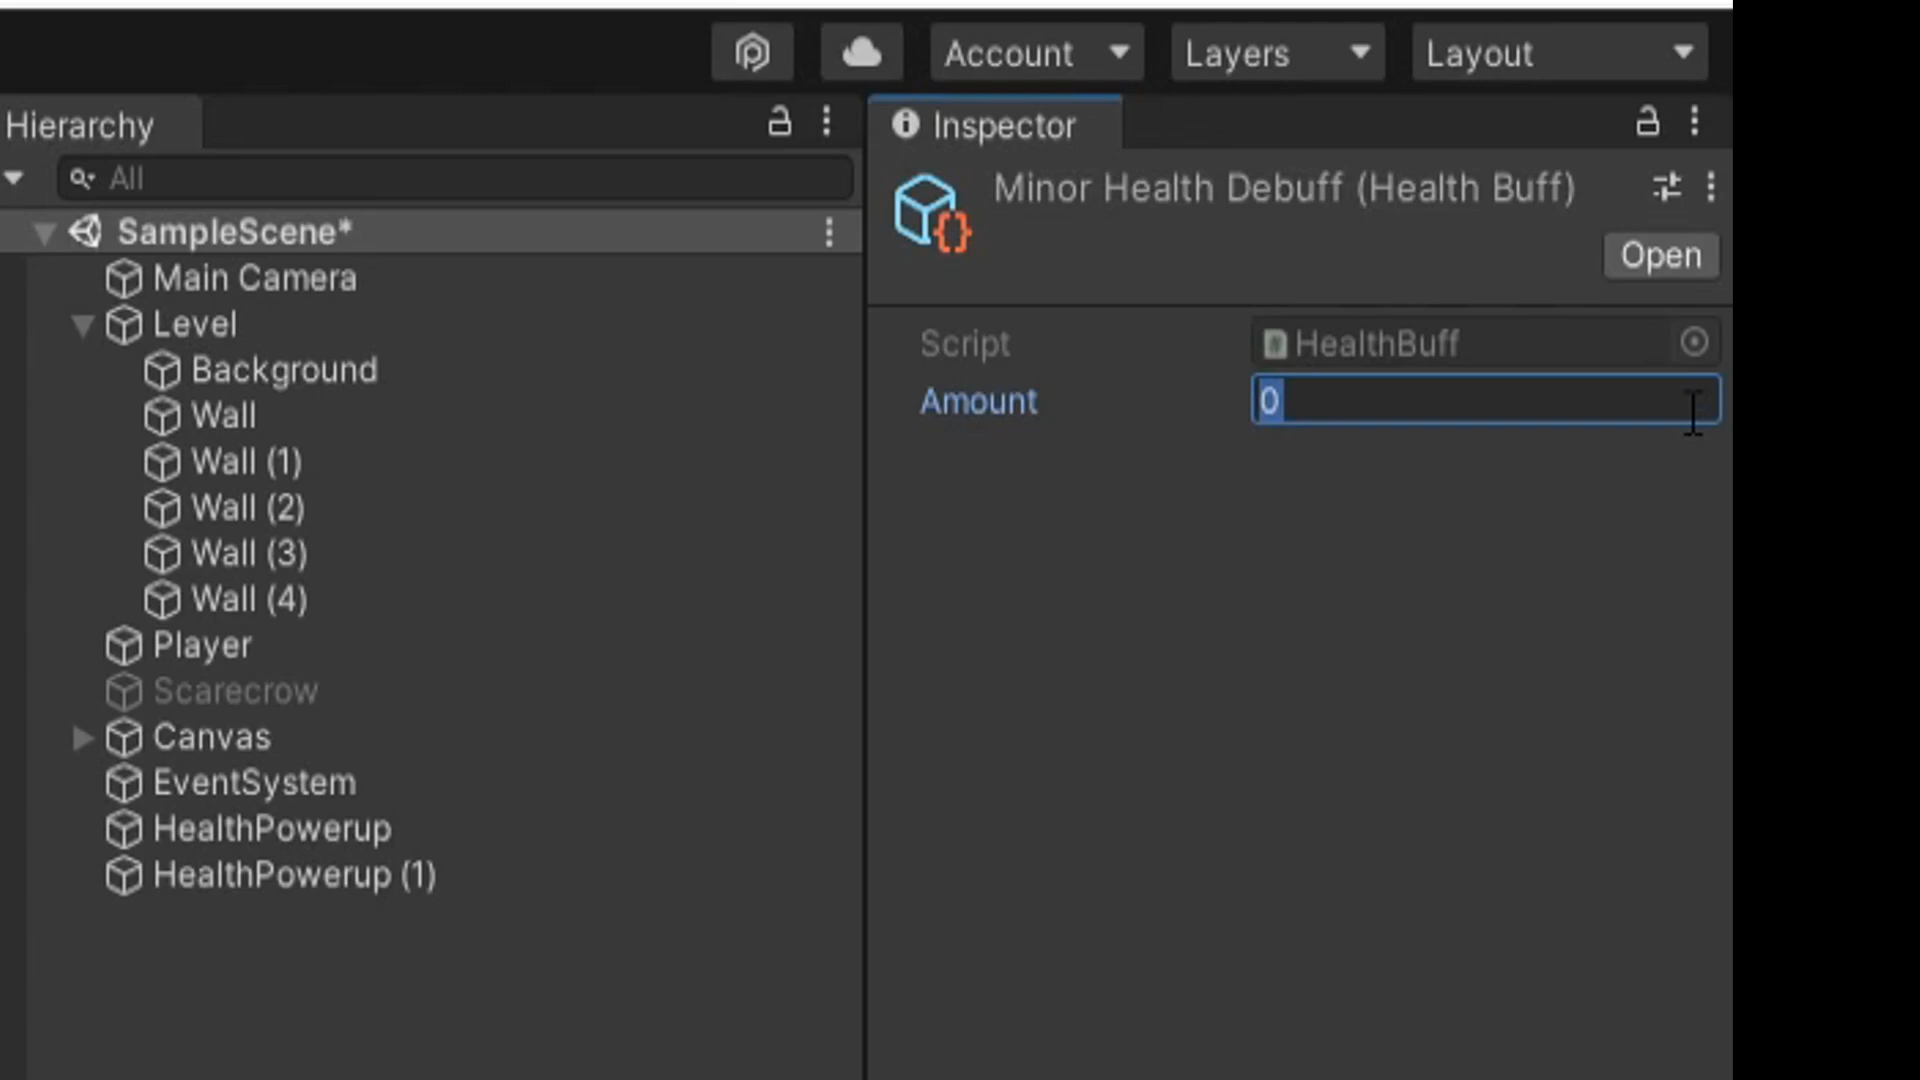 Account
Layers
Layout
Hierarchy
All
SampleScene*
Main Camera
Level
Background
Wall
Wall (1)
Wall (2)
Wall (3)
Wall (4)
Player
Scarecrow
Canvas
EventSystem
HealthPowerup
HealthPowerup (1)
Inspector
Minor Health Debuff (Health Buff)
Open
Script HealthBuff
Amount 0